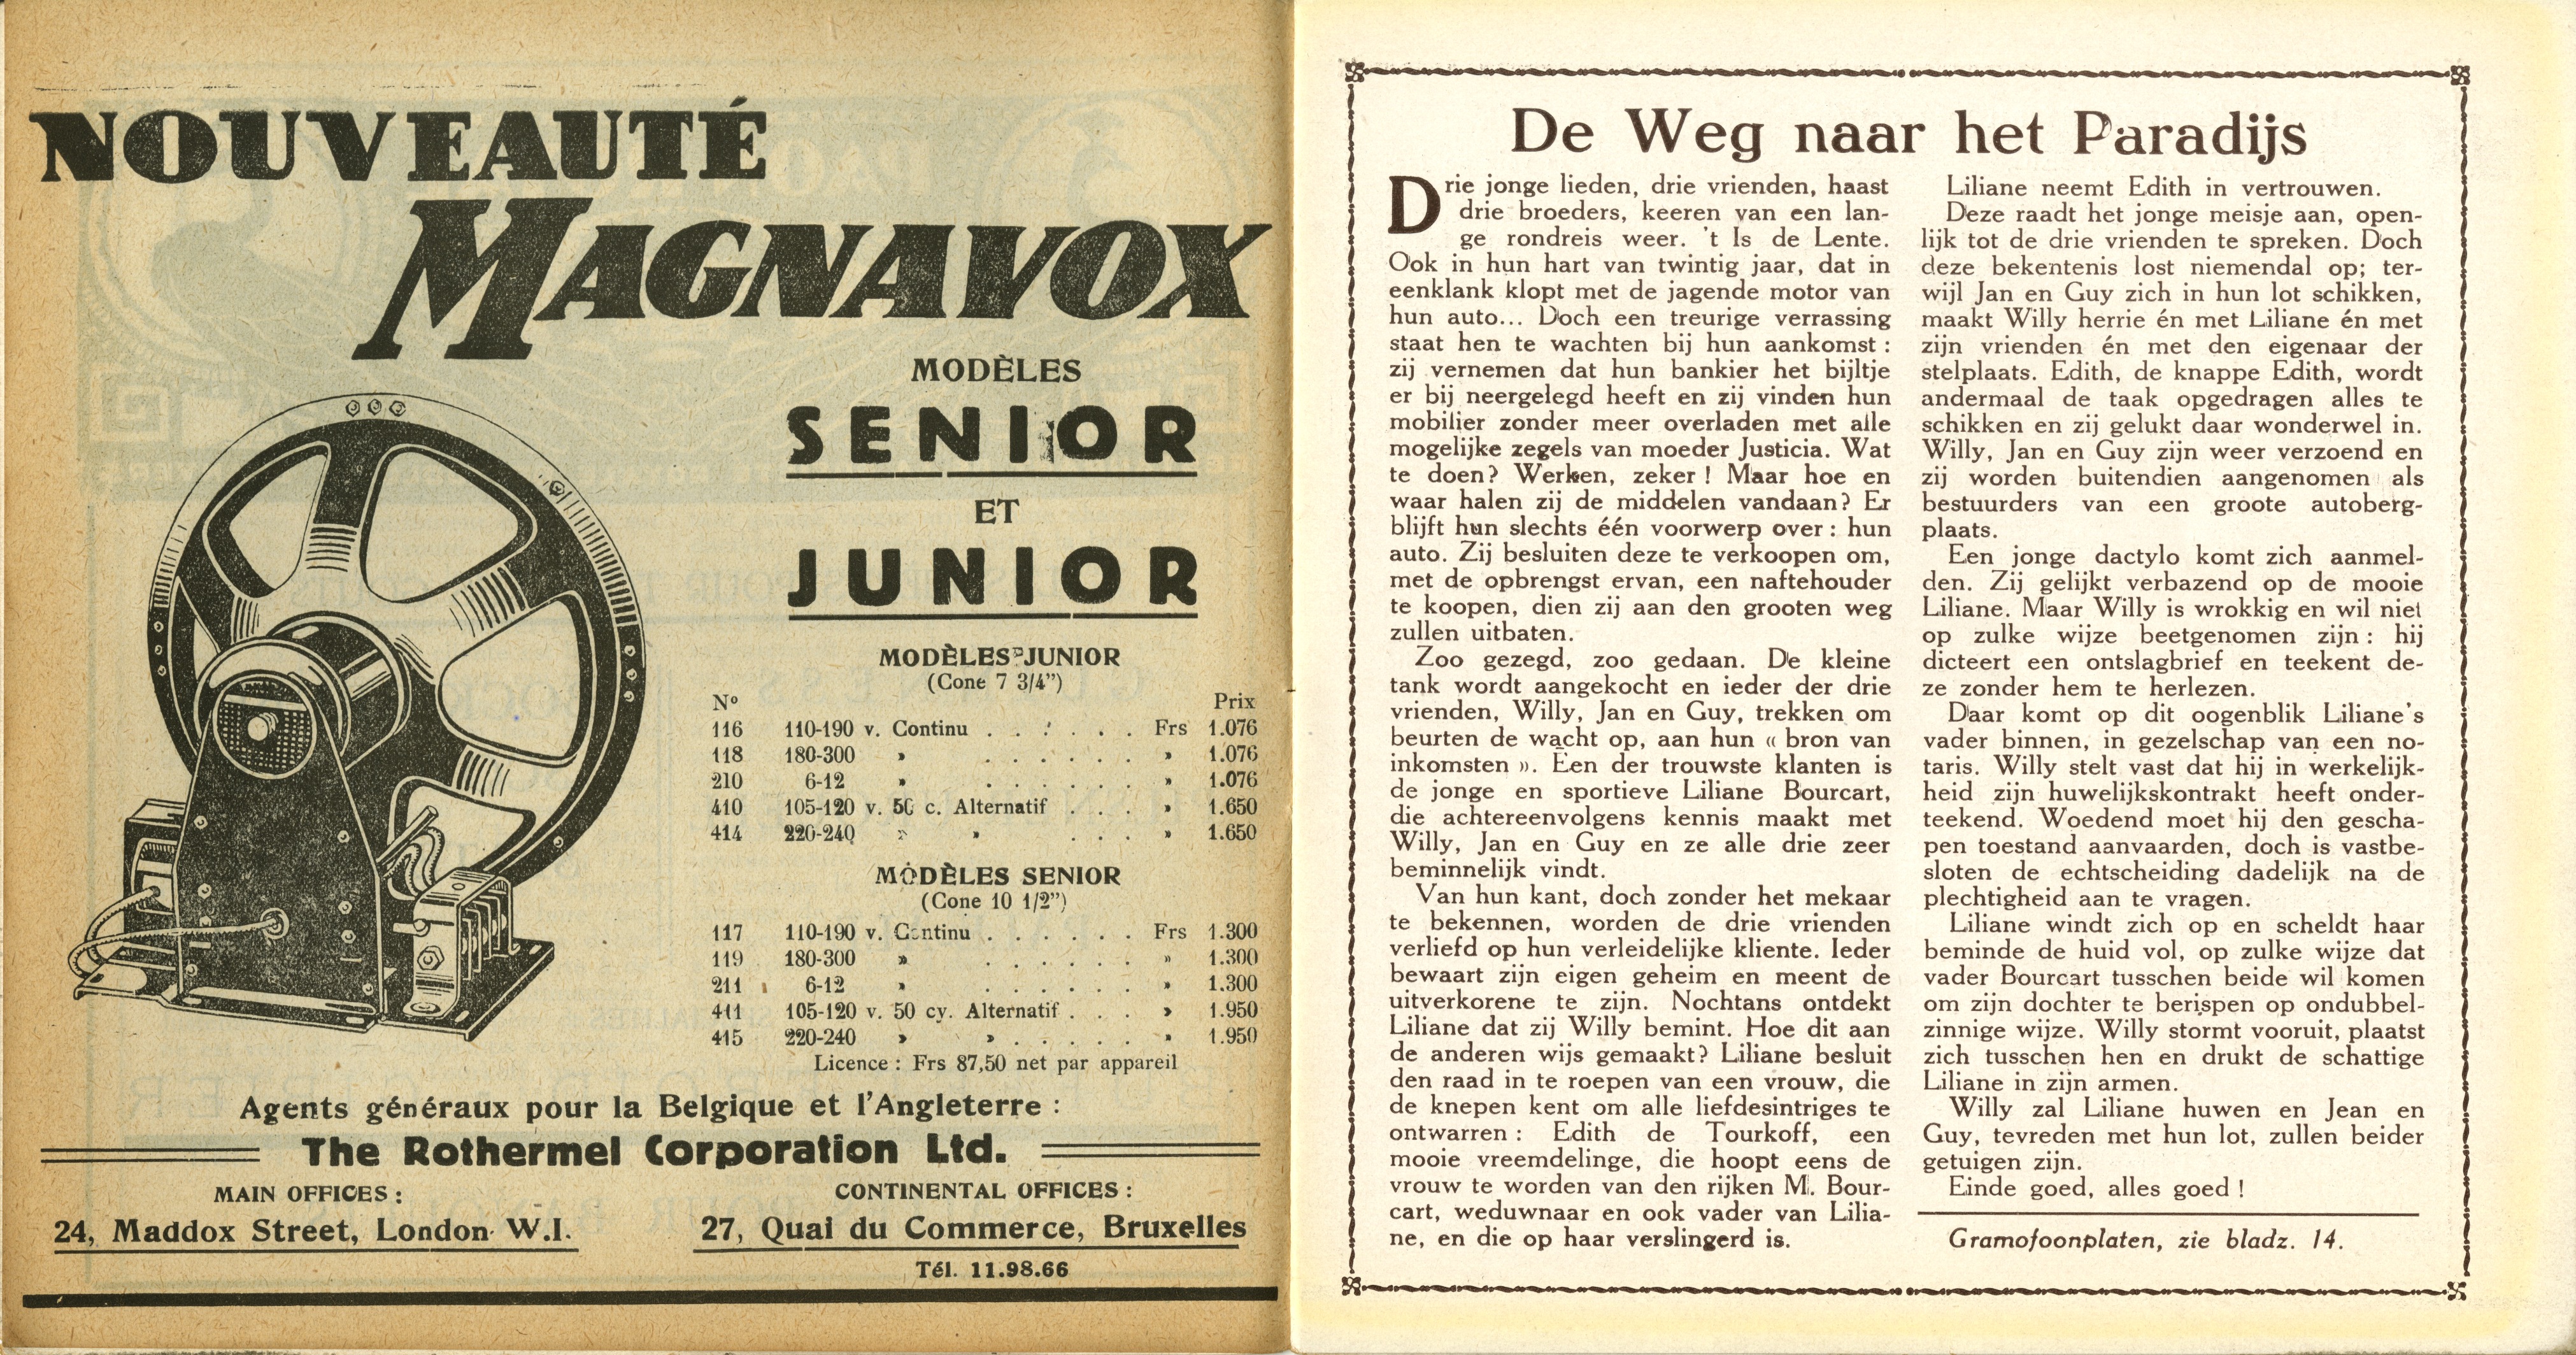 NOUVEAUTÉ
MAGNAVOX
MODÈLES
SENIOR
ET
JUNIOR
MODÈLES JUNIOR
(Cone 7 3/4")
Nº Prix
116 110-190 v. Continu . . . . . . Frs 1.076
118 180-300 » . . . . . . » 1.076
210 6-12 » . . . . . . » 1.076
410 105-120 v. 50 c. Alternatif . . . » 1.650
414 220-240 » » . . . » 1.650
MODÈLES SENIOR
(Cone 10 1/2")
117 110-190 v. Continu . . . . . . Frs 1.300
119 180-300 » . . . . . . » 1.300
211 6-12 » . . . . . . » 1.300
411 105-120 v. 50 cy. Alternatif . . . » 1.950
415 220-240 » » . . . . . » 1.950
Licence : Frs 87,50 net par appareil
Agents généraux pour la Belgique et l'Angleterre :
The Rothermel Corporation Ltd.
MAIN OFFICES :
24, Maddox Street, London W.I.
CONTINENTAL OFFICES :
27, Quai du Commerce, Bruxelles
Tél. 11.98.66
De Weg naar het Paradijs
Drie jonge lieden, drie vrienden, haast
drie broeders, keeren van een lan-
ge rondreis weer. 't Is de Lente.
Ook in hun hart van twintig jaar, dat in
eenklank klopt met de jagende motor van
hun auto... Doch een treurige verrassing
staat hen te wachten bij hun aankomst :
zij vernemen dat hun bankier het bijltje
er bij neergelegd heeft en zij vinden hun
mobilier zonder meer overladen met alle
mogelijke zegels van moeder Justicia. Wat
te doen? Werken, zeker ! Maar hoe en
waar halen zij de middelen vandaan? Er
blijft hun slechts één voorwerp over : hun
auto. Zij besluiten deze te verkoopen om,
met de opbrengst ervan, een naftehouder
te koopen, dien zij aan den grooten weg
zullen uitbaten.
Zoo gezegd, zoo gedaan. De kleine
tank wordt aangekocht en ieder der drie
vrienden, Willy, Jan en Guy, trekken om
beurten de wacht op, aan hun « bron van
inkomsten ». Een der trouwste klanten is
de jonge en sportieve Liliane Bourcart,
die achtereenvolgens kennis maakt met
Willy, Jan en Guy en ze alle drie zeer
beminnelijk vindt.
Van hun kant, doch zonder het mekaar
te bekennen, worden de drie vrienden
verliefd op hun verleidelijke kliente. Ieder
bewaart zijn eigen geheim en meent de
uitverkorene te zijn. Nochtans ontdekt
Liliane dat zij Willy bemint. Hoe dit aan
de anderen wijs gemaakt? Liliane besluit
den raad in te roepen van een vrouw, die
de knepen kent om alle liefdesintriges te
ontwarren : Edith de Tourkoff, een
mooie vreemdelinge, die hoopt eens de
vrouw te worden van den rijken M. Bour-
cart, weduwnaar en ook vader van Lilia-
ne, en die op haar verslingerd is.
Liliane neemt Edith in vertrouwen.
Deze raadt het jonge meisje aan, open-
lijk tot de drie vrienden te spreken. Doch
deze bekentenis lost niemendal op; ter-
wijl Jan en Guy zich in hun lot schikken,
maakt Willy herrie én met Liliane én met
zijn vrienden én met den eigenaar der
stelplaats. Edith, de knappe Edith, wordt
andermaal de taak opgedragen alles te
schikken en zij gelukt daar wonderwel in.
Willy, Jan en Guy zijn weer verzoend en
zij worden buitendien aangenomen als
bestuurders van een groote autoberg-
plaats.
Een jonge dactylo komt zich aanmel-
den. Zij gelijkt verbazend op de mooie
Liliane. Maar Willy is wrokkig en wil niet
op zulke wijze beetgenomen zijn : hij
dicteert een ontslagbrief en teekent de-
ze zonder hem te herlezen.
Daar komt op dit oogenblik Liliane's
vader binnen, in gezelschap van een no-
taris. Willy stelt vast dat hij in werkelijk-
heid zijn huwelijkskontrakt heeft onder-
teekend. Woedend moet hij den gescha-
pen toestand aanvaarden, doch is vastbe-
sloten de echtscheiding dadelijk na de
plechtigheid aan te vragen.
Liliane windt zich op en scheldt haar
beminde de huid vol, op zulke wijze dat
vader Bourcart tusschen beide wil komen
om zijn dochter te berispen op ondubbel-
zinnige wijze. Willy stormt vooruit, plaatst
zich tusschen hen en drukt de schattige
Liliane in zijn armen.
Willy zal Liliane huwen en Jean en
Guy, tevreden met hun lot, zullen beider
getuigen zijn.
Einde goed, alles goed !
Gramofoonplaten, zie bladz. 14.